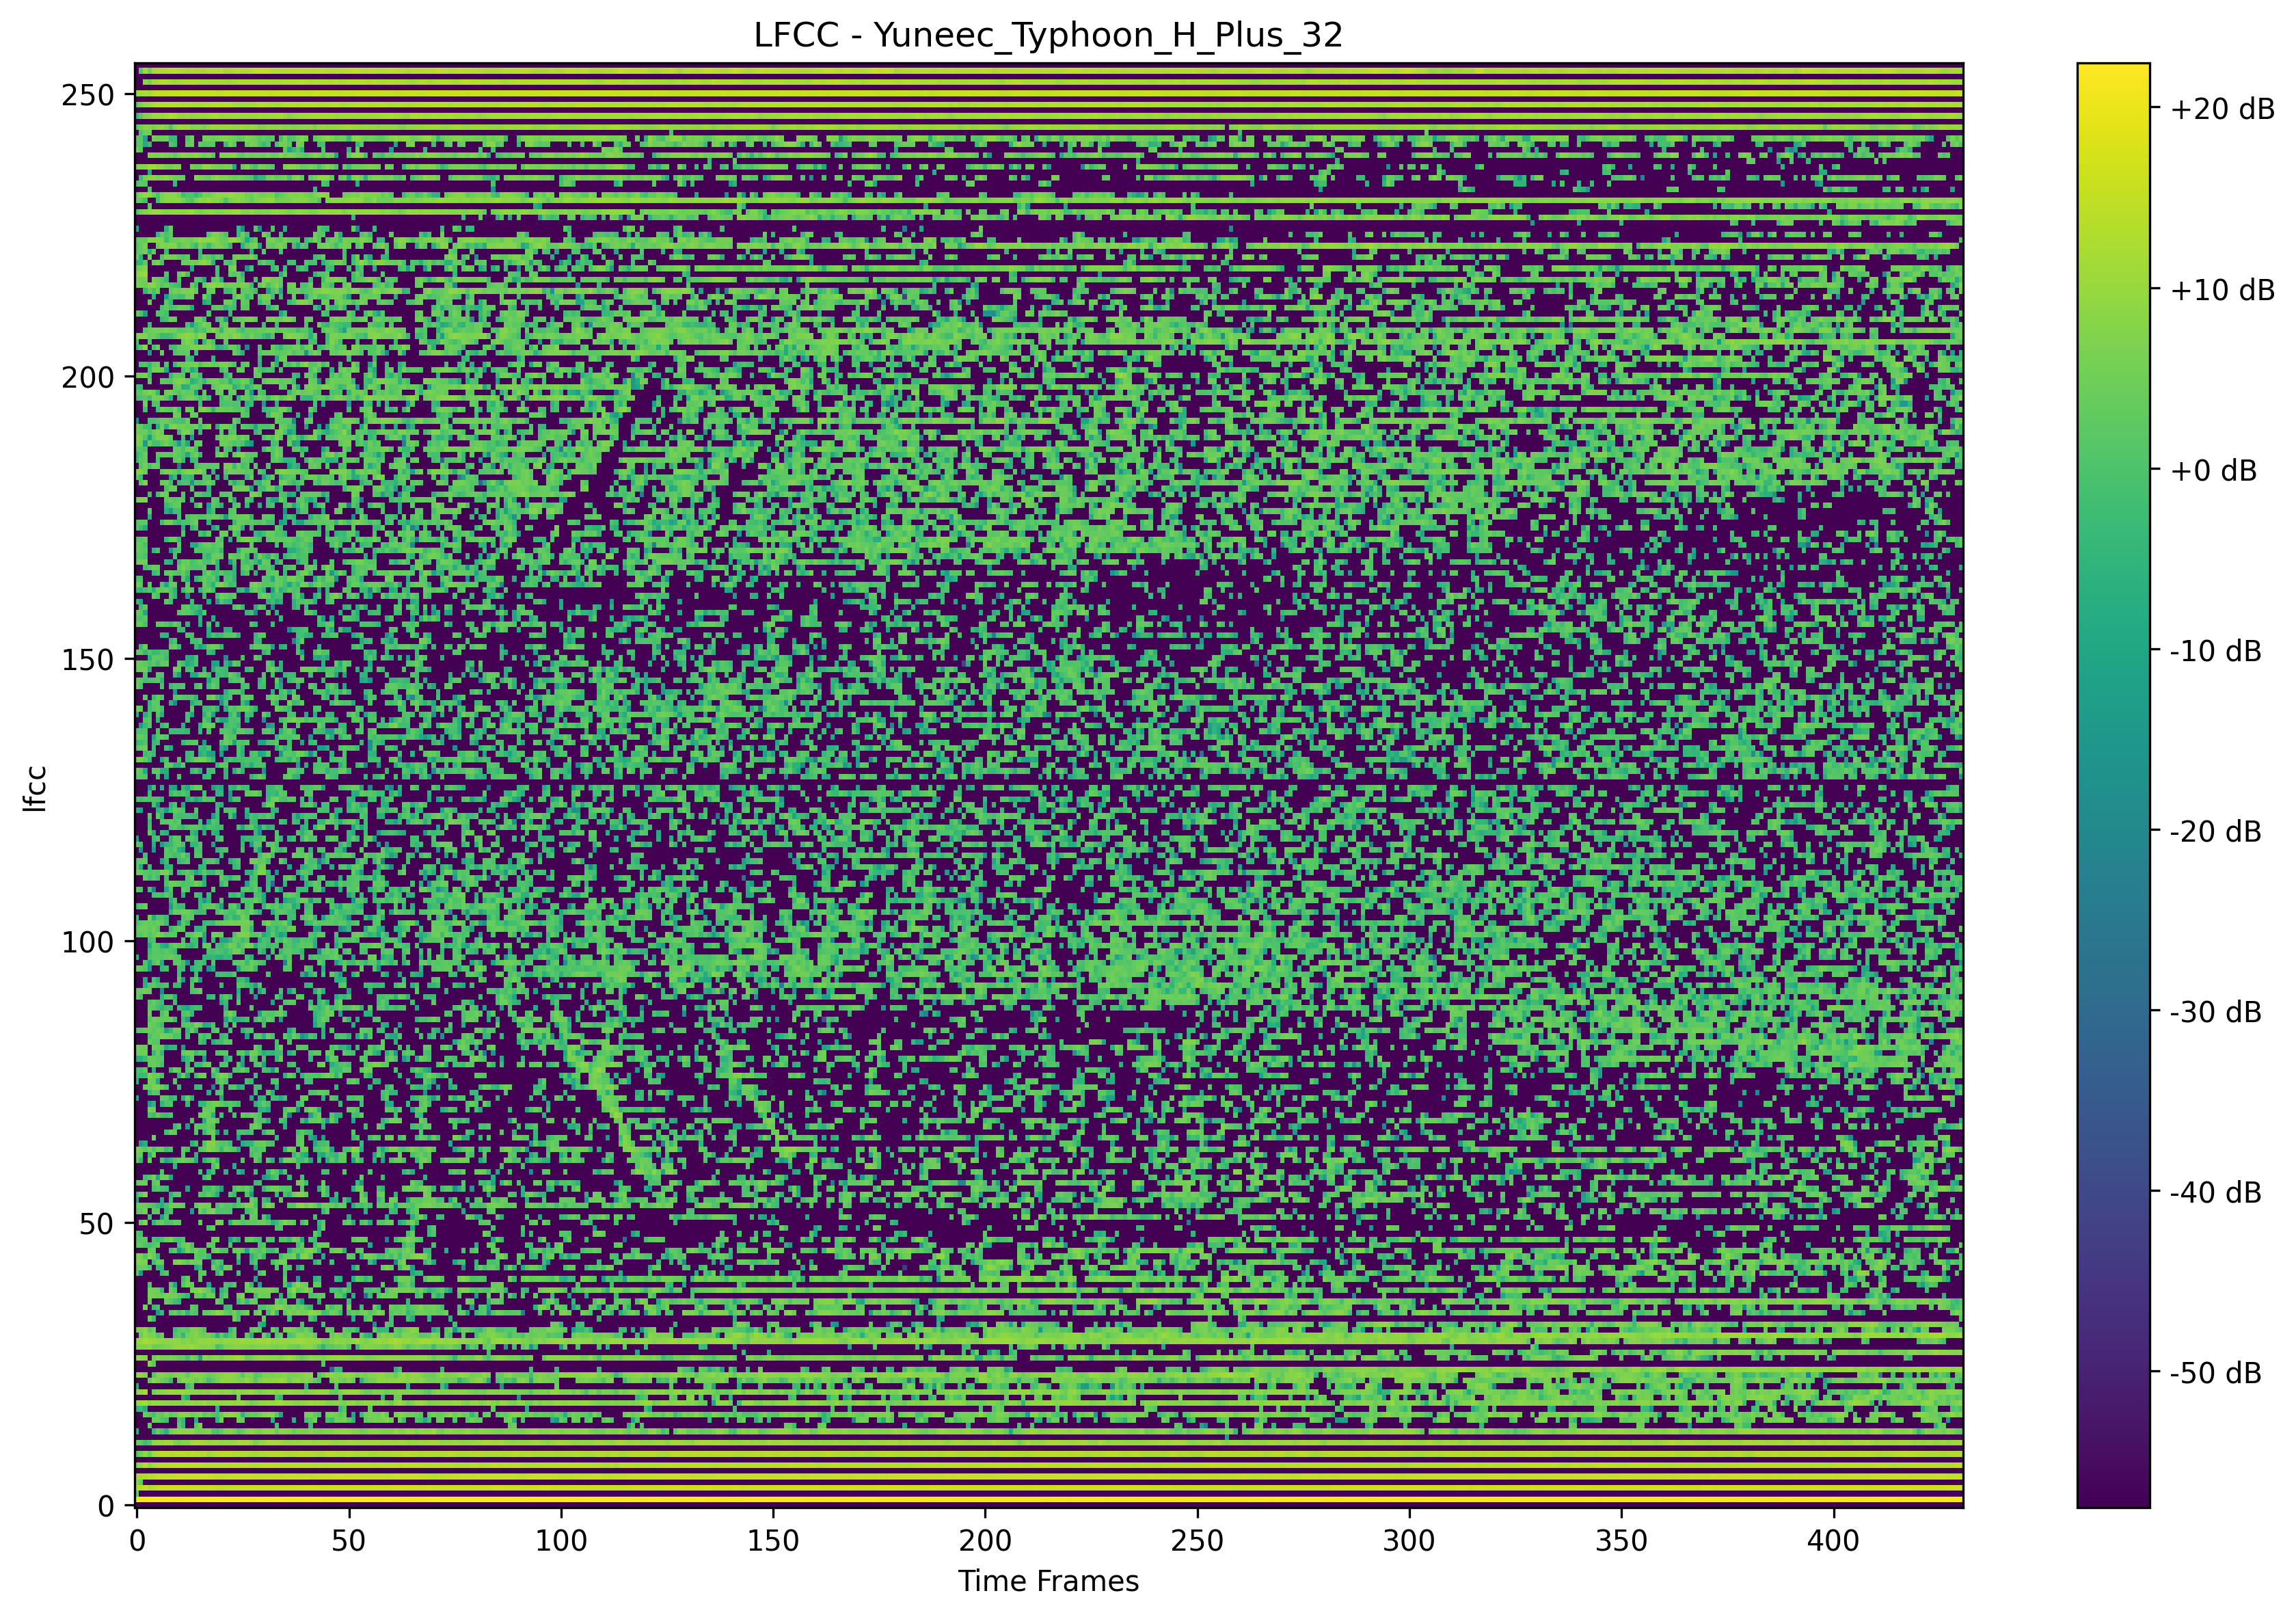 LFCC - Yuneec_Typhoon_H_Plus_32
lfcc
250
200
150
100
50
0
0 50 100 150 200 250 300 350 400
Time Frames
+20 dB
+10 dB
+0 dB
-10 dB
-20 dB
-30 dB
-40 dB
-50 dB